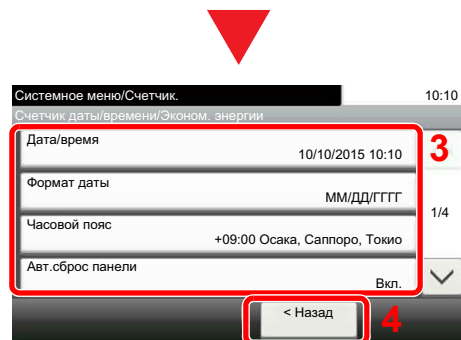 Системное меню/Счетчик. 10:10
Счетчик даты/времени/Эконом. энергии
Дата/время
10/10/2015 10:10
3
Формат даты
ММ/ДД/ГГГГ
1/4
Часовой пояс
+09:00 Осака, Саппоро, Токио
Авт.сброс панели
Вкл.
< Назад
4